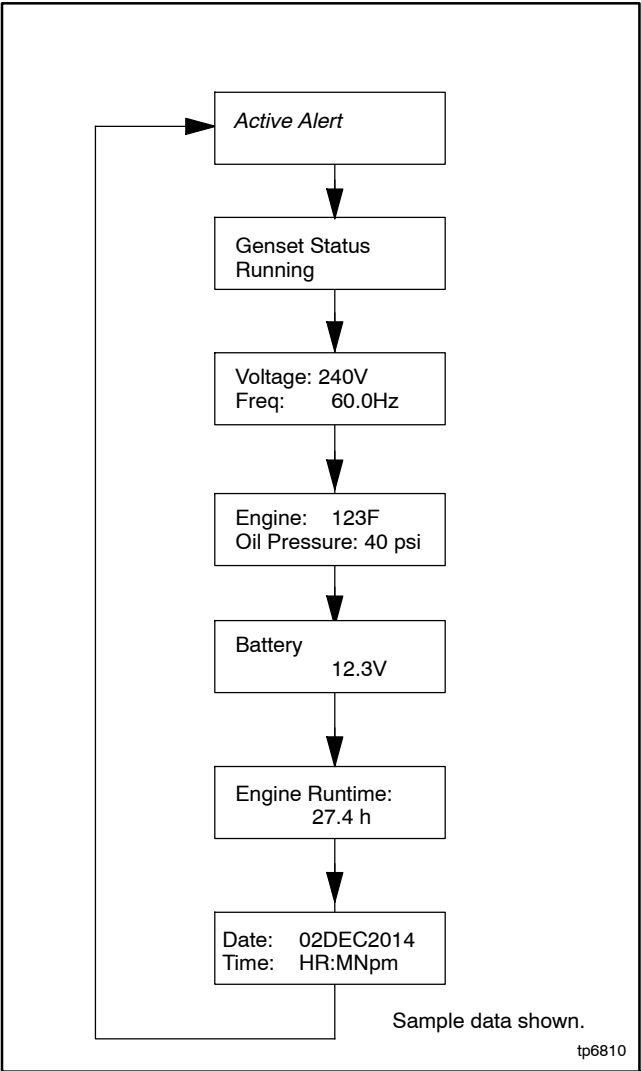 Active Alert
Genset Status
Running
Voltage: 240V
Freq: 60.0Hz
Engine: 123F
Oil Pressure: 40 psi
Battery
12.3V
Engine Runtime:
27.4 h
Date: 02DEC2014
Time: HR:MNpm
Sample data shown.
tp6810